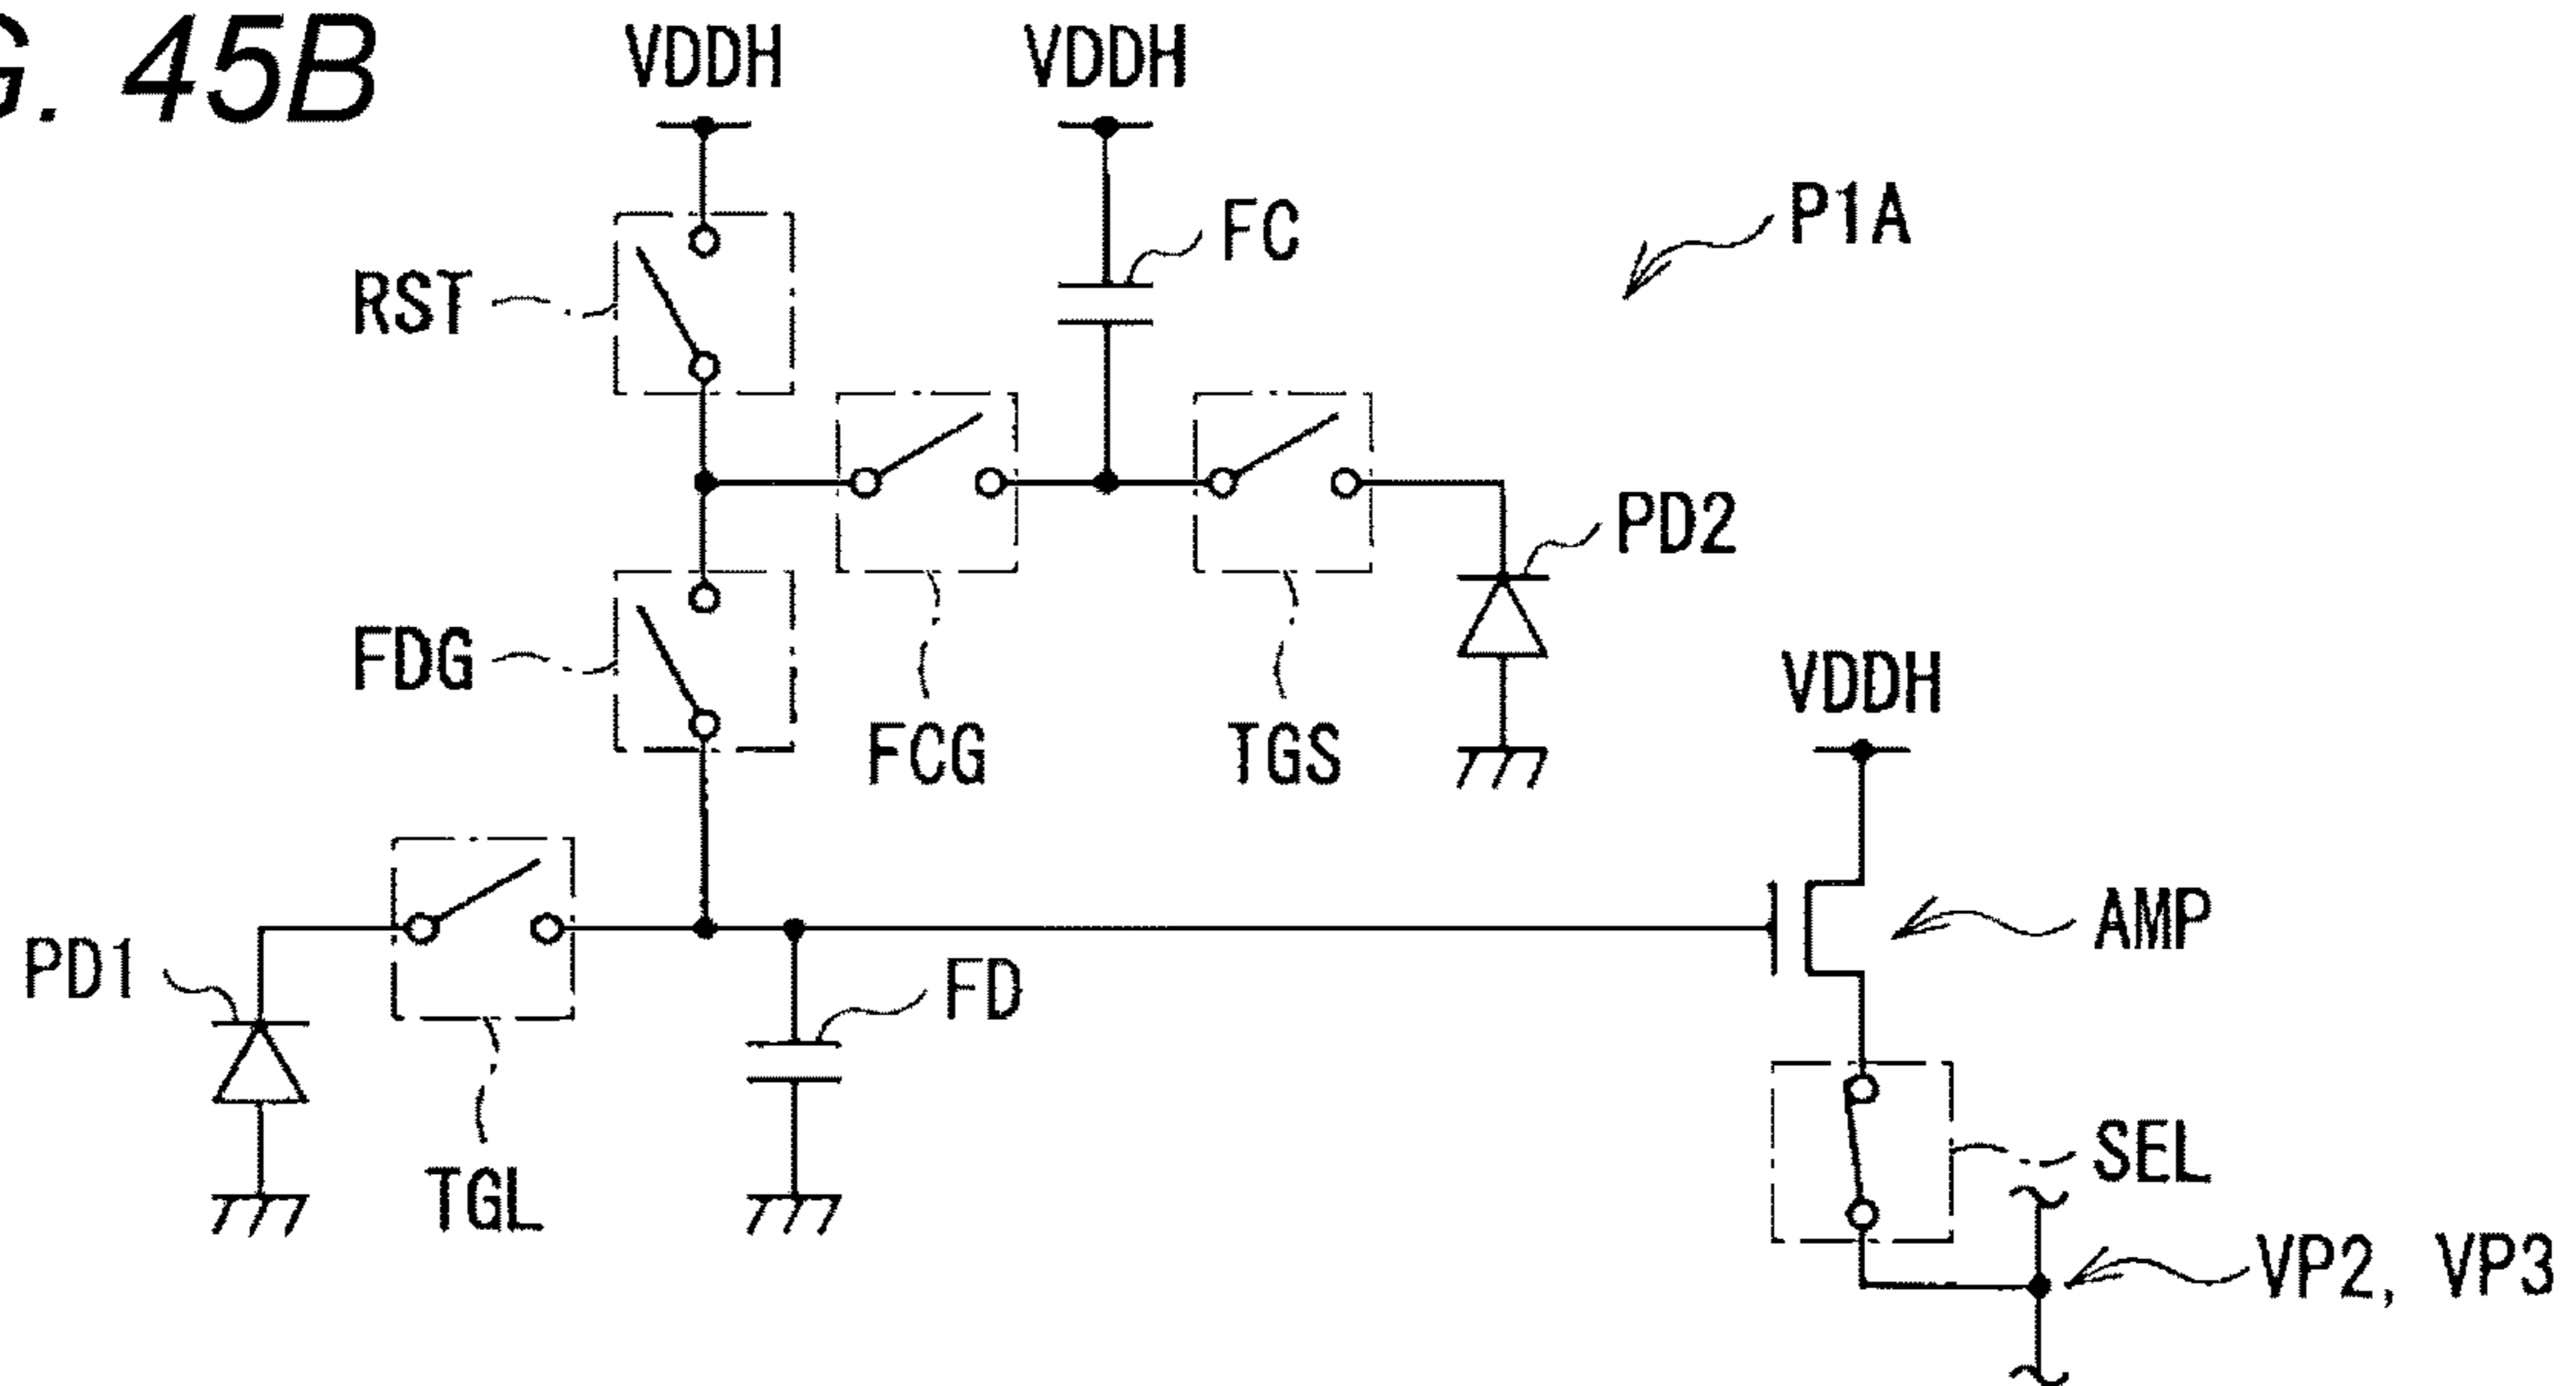 G. 45B
VDDH
VDDH
FC
P1A
RST
PD2
FDG
VDDH
FCG
TGS
AMP
PD1
FD
SEL
TGL
VP2, VP3